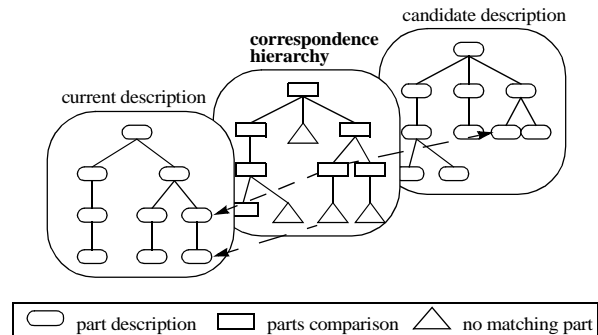 candidate description
correspondence
hierarchy
current description
part description
parts comparison
no matching part